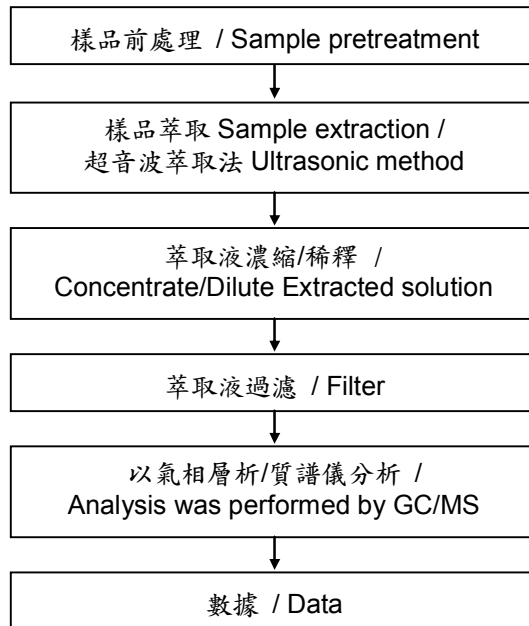 樣品前處理 / Sample pretreatment
樣品萃取 Sample extraction /
超音波萃取法 Ultrasonic method
萃取液濃縮/稀釋 /
Concentrate/Dilute Extracted solution
萃取液過濾 / Filter
以氣相層析/質譜儀分析 /
Analysis was performed by GC/MS
數據 / Data